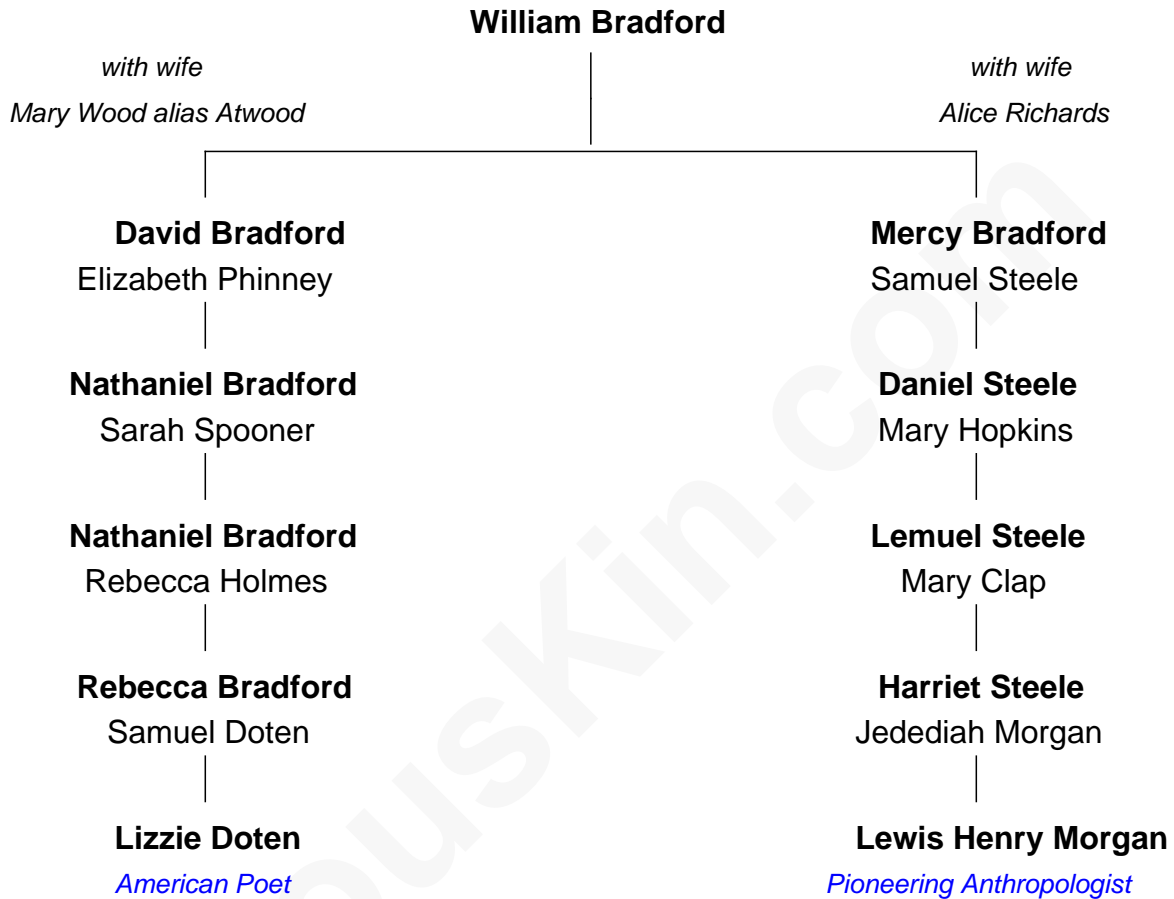 William Bradford
with wife
Mary Wood alias Atwood
with wife
Alice Richards
David Bradford
Elizabeth Phinney
Mercy Bradford
Samuel Steele
Nathaniel Bradford
Sarah Spooner
Daniel Steele
Mary Hopkins
Nathaniel Bradford
Rebecca Holmes
Lemuel Steele
Mary Clap
Rebecca Bradford
Samuel Doten
Harriet Steele
Jedediah Morgan
Lizzie Doten
American Poet
Lewis Henry Morgan
Pioneering Anthropologist
ousKin.com